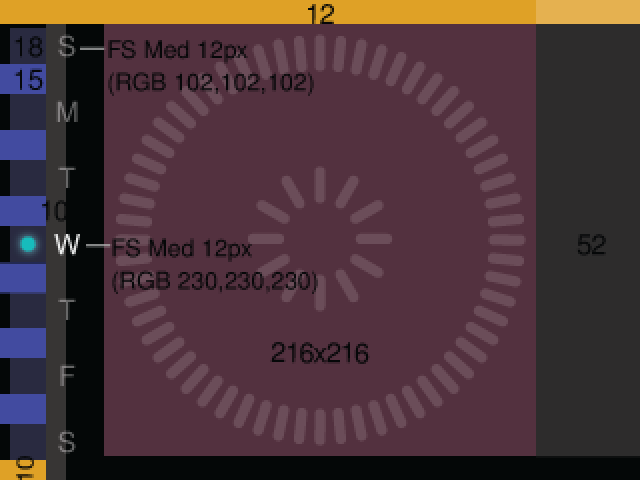 12
18
S
FS Med 12px
15
(RGB 102,102,102)
M
T
10
W
FS Med 12px
52
(RGB 230,230,230)
T
216x216
F
S
10